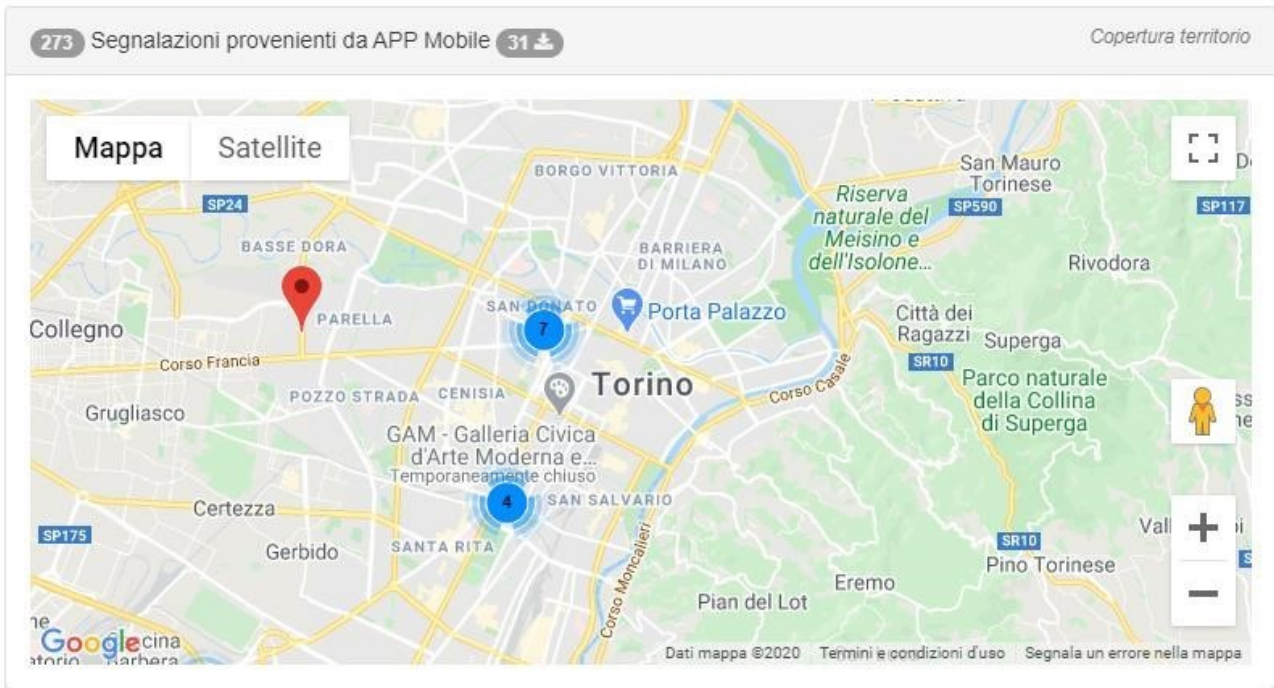 273 Segnalazioni provenienti da APP Mobile 31
Copertura territorio
Mappa
Satellite
BORGO VITTORIA
San Mauro
Torinese
SP24
Riserva
naturale del
Meisino e
dell'Isolone...
SP590
SP117
BASSE DORA
BARRIERA
DI MILANO
Rivodora
SAN DONATO
Porta Palazzo
PARELLA
7
Collegno
Città dei
Ragazzi
Superga
Corso Francia
SR10
Torino
Corso Casale
Parco naturale
della Collina
di Superga
POZZO STRADA
CENISIA
Grugliasco
GAM - Galleria Civica
d'Arte Moderna e...
Temporaneamente chiuso
4
SAN SALVARIO
Certezza
SP175
Gerbido
SANTA RITA
Corso Moncalieri
SR10
Pino Torinese
Eremo
Pian del Lot
Google
Dati mappa ©2020
Termini e condizioni d'uso
Segnala un errore nella mappa